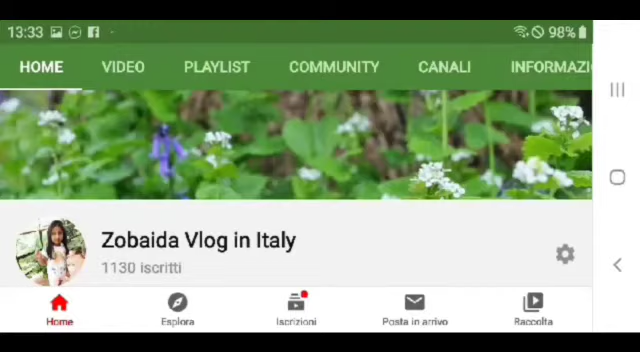 13:33 98%
HOME VIDEO PLAYLIST COMMUNITY CANALI INFORMAZI
Zobaida Vlog in Italy
1130 iscritti
Home Esplora Iscrizioni Posta in arrivo Raccolta